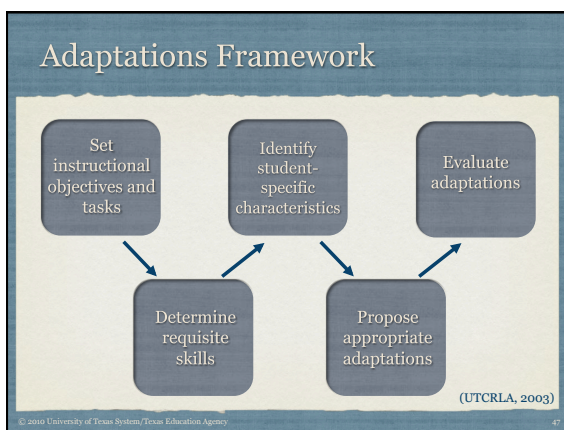 Adaptations Framework
Set
instructional
objectives and
tasks
Determine
requisite
skills
Identify
student-
specific
characteristics
Propose
appropriate
adaptations
Evaluate
adaptations
(UTCRLA, 2003)
© 2010 University of Texas System/Texas Education Agency
47